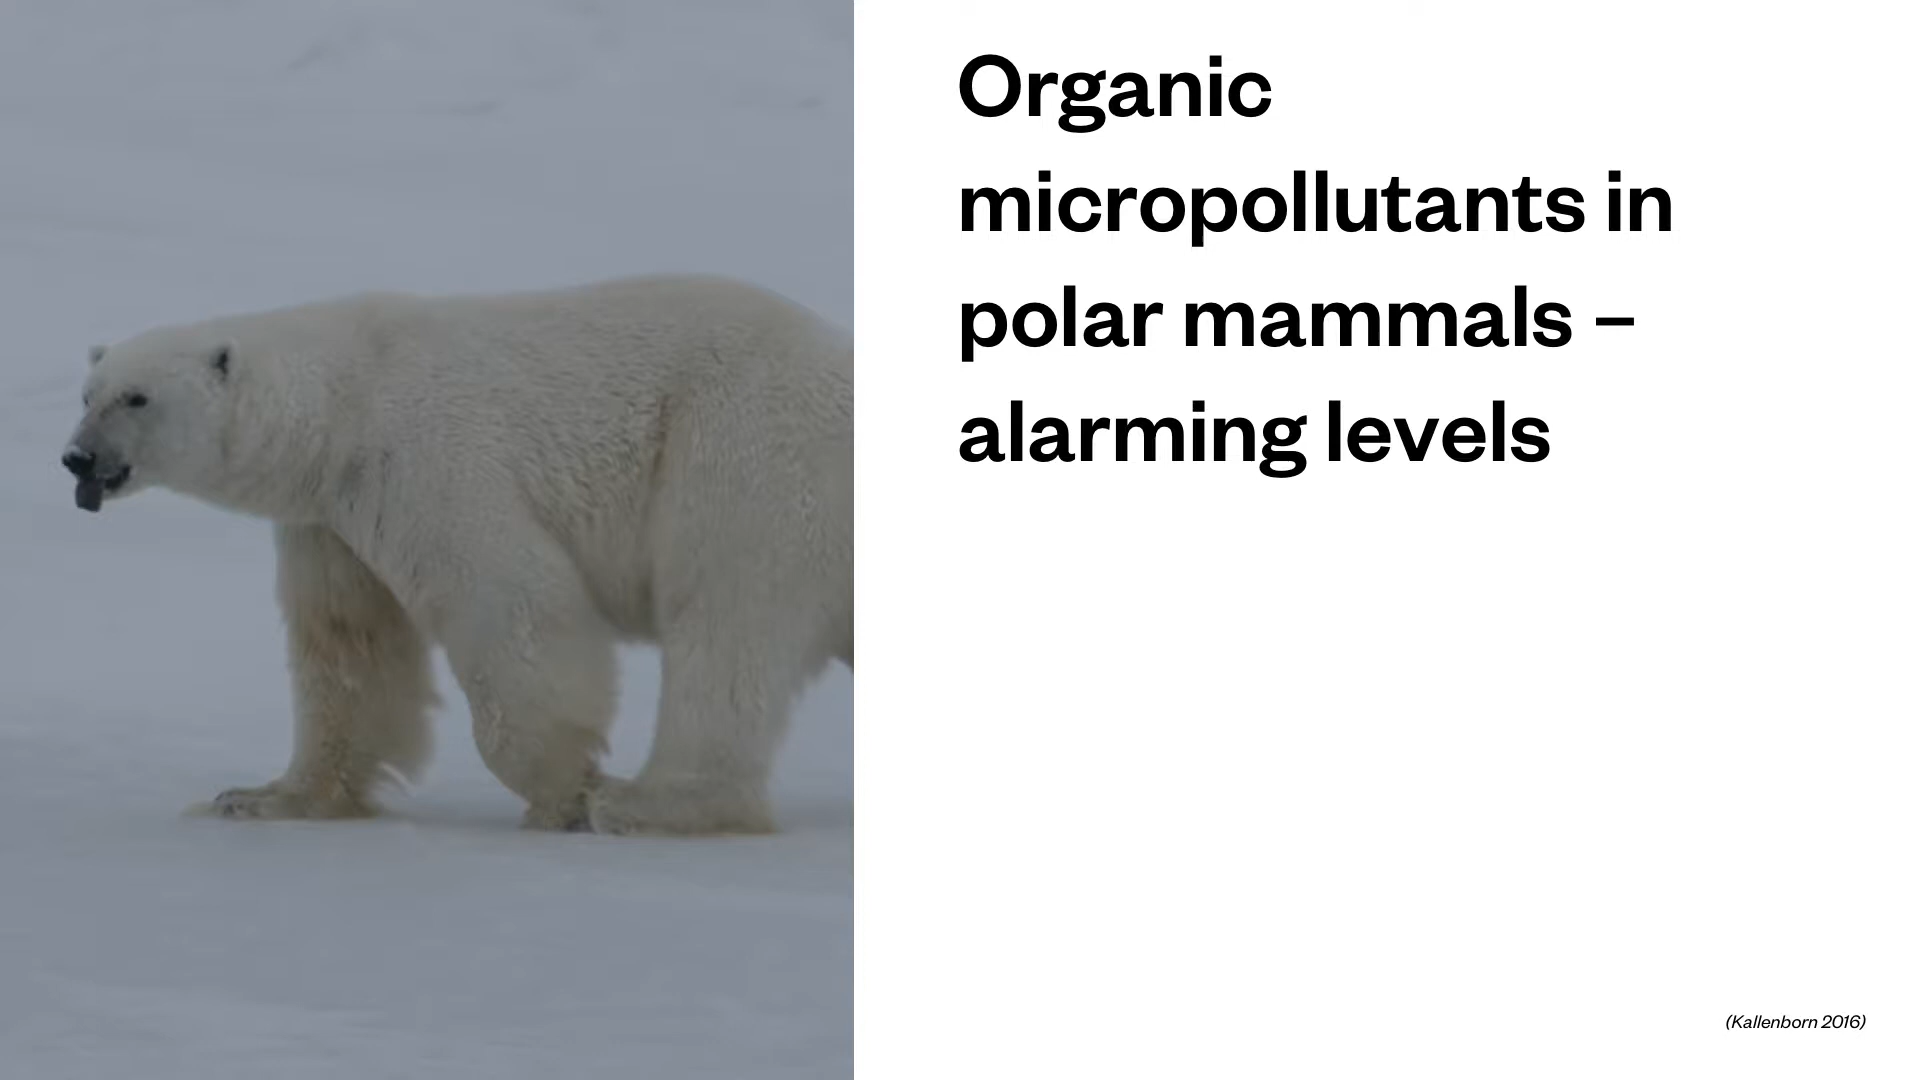 Organic
micropollutants in
polar mammals –
alarming levels
(Kallenborn 2016)